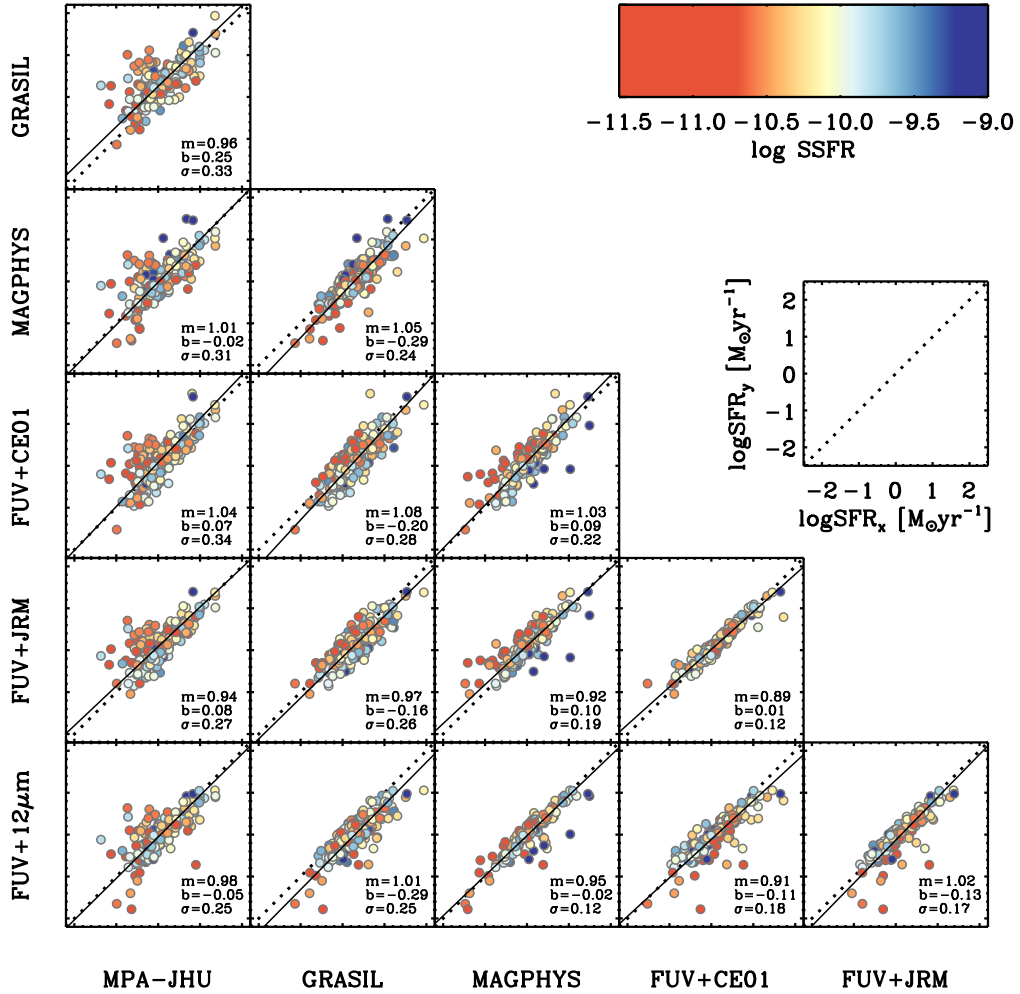 GRASIL
m=0.96
b=0.25
σ=0.33
−11.5 −11.0 −10.5 −10.0 −9.5 −9.0
log SSFR
MAGPHYS
m=1.01
b=−0.02
σ=0.31
m=1.05
b=−0.29
σ=0.24
logSFRy [M⊙yr−1]
2
1
0
−1
−2
−2 −1 0 1 2
logSFRx [M⊙yr−1]
FUV+CE01
m=1.04
b=0.07
σ=0.34
m=1.08
b=−0.20
σ=0.28
m=1.03
b=0.09
σ=0.22
FUV+JRM
m=0.94
b=0.08
σ=0.27
m=0.97
b=−0.16
σ=0.26
m=0.92
b=0.10
σ=0.19
m=0.89
b=0.01
σ=0.12
FUV+12μm
m=0.98
b=−0.05
σ=0.25
m=1.01
b=−0.29
σ=0.25
m=0.95
b=−0.02
σ=0.12
m=0.91
b=−0.11
σ=0.18
m=1.02
b=−0.13
σ=0.17
MPA−JHU GRASIL MAGPHYS FUV+CE01 FUV+JRM